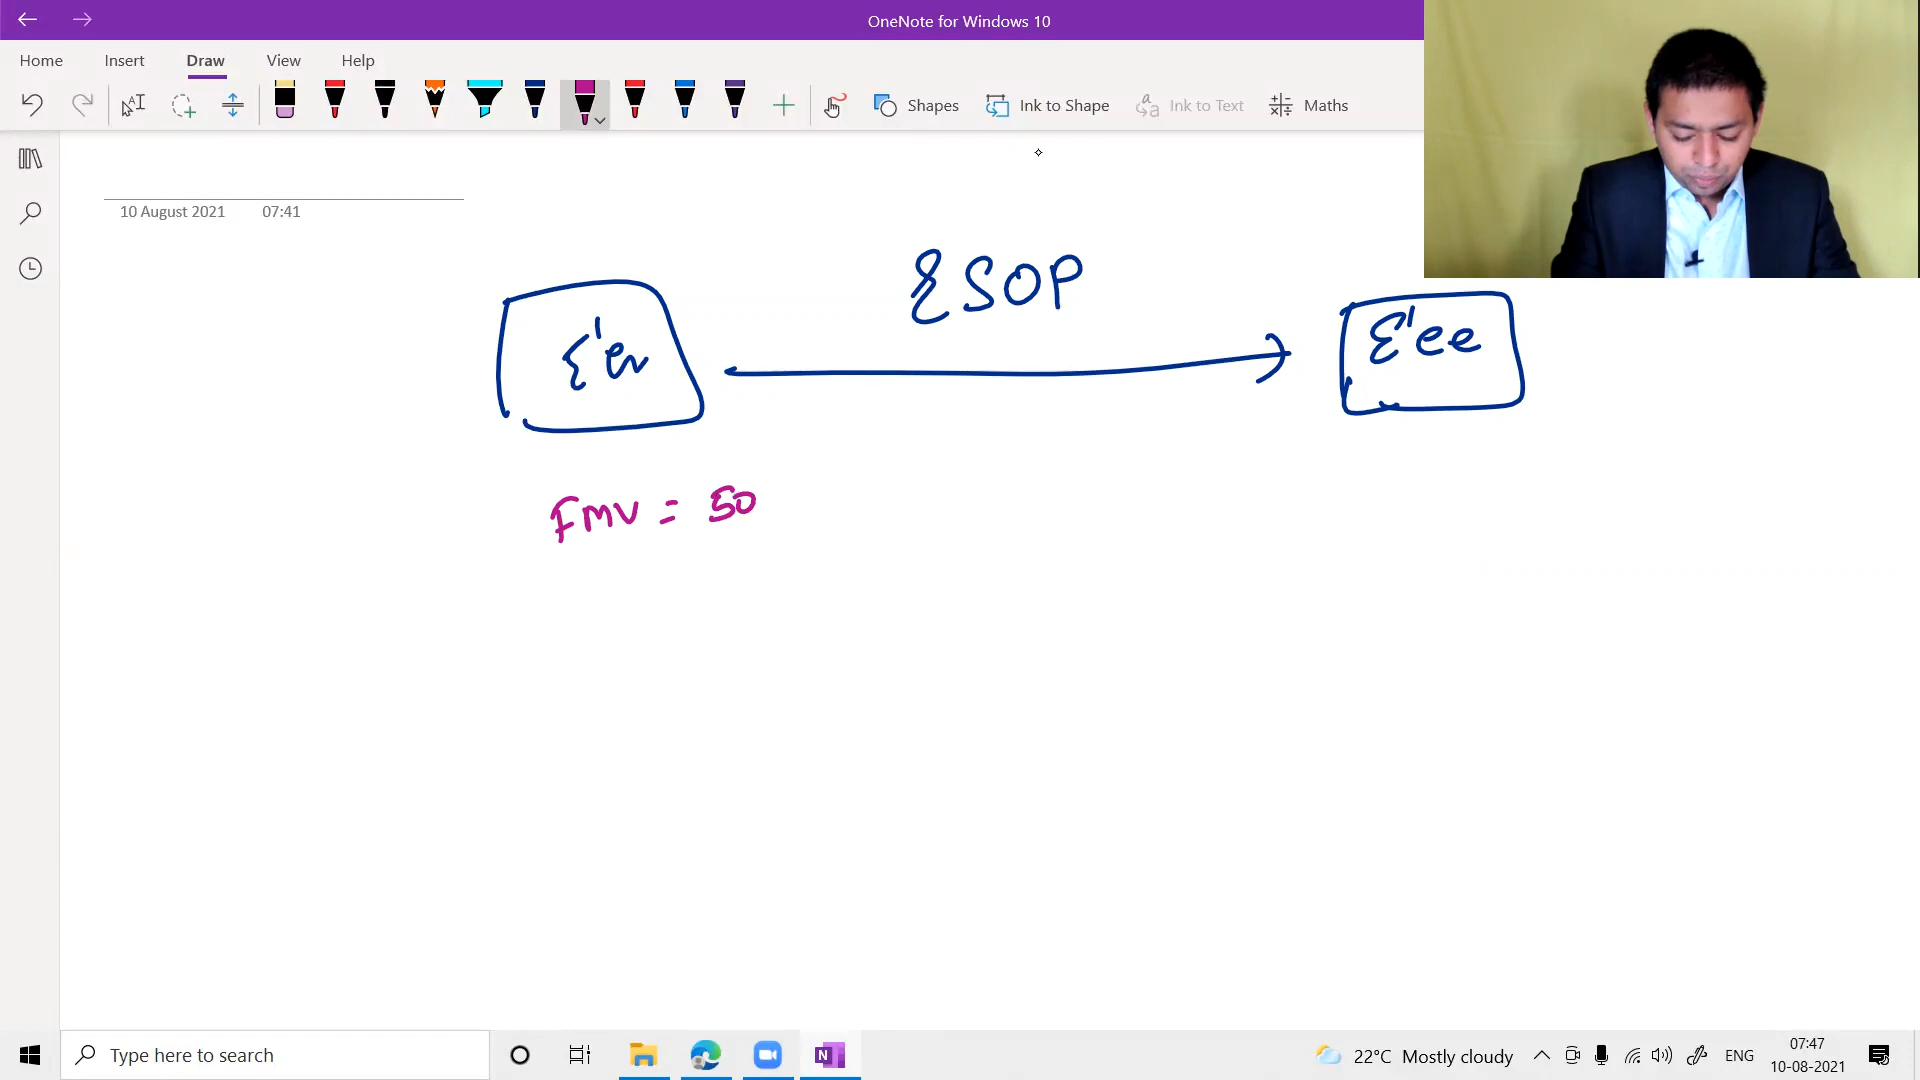 OneNote for Windows 10
Home Insert Draw View Help
Shapes Ink to Shape Ink to Text Maths
10 August 2021 07:41
ESOP
E'er
E'ee
FMV = 50
Type here to search
22°C Mostly cloudy
ENG
07:47
10-08-2021